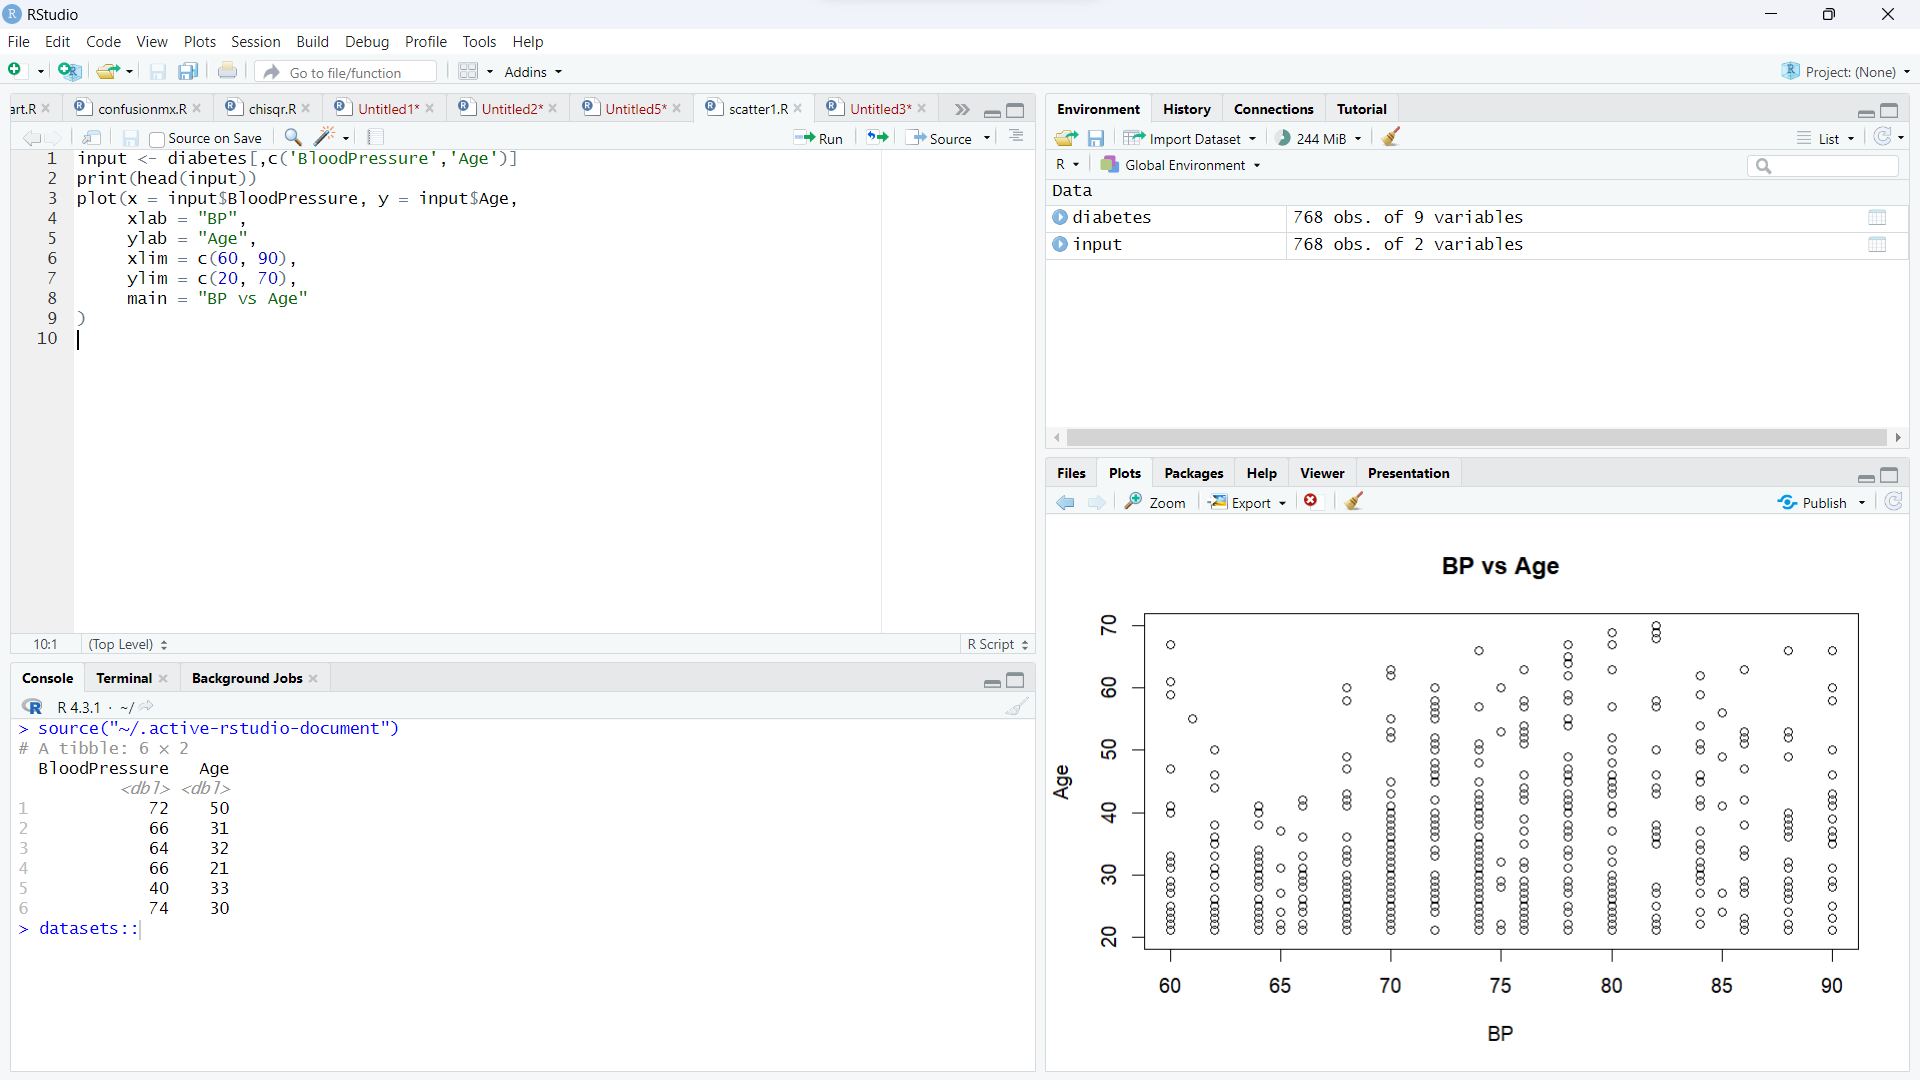 RStudio
File Edit Code View Plots Session Build Debug Profile Tools Help
Go to file/function Addins Project: (None)
art.R confusionmx.R chisqr.R Untitled1* Untitled2* Untitled5* scatter1.R Untitled3*
Source on Save Run Source
1 input <- diabetes[,c('BloodPressure','Age')]
2 print(head(input))
3 plot(x = input$BloodPressure, y = input$Age,
4 xlab = "BP",
5 ylab = "Age",
6 xlim = c(60, 90),
7 ylim = c(20, 70),
8 main = "BP vs Age"
9 )
10
10:1 (Top Level) R Script
Console Terminal Background Jobs
R 4.3.1 · ~/
> source("~/.active-rstudio-document")
# A tibble: 6 × 2
BloodPressure Age
<dbl> <dbl>
1 72 50
2 66 31
3 64 32
4 66 21
5 40 33
6 74 30
> datasets::
Environment History Connections Tutorial
Import Dataset 244 MiB List
R Global Environment
Data
diabetes 768 obs. of 9 variables
input 768 obs. of 2 variables
Files Plots Packages Help Viewer Presentation
Zoom Export Publish
BP vs Age
Age
70
60
50
40
30
20
60 65 70 75 80 85 90
BP